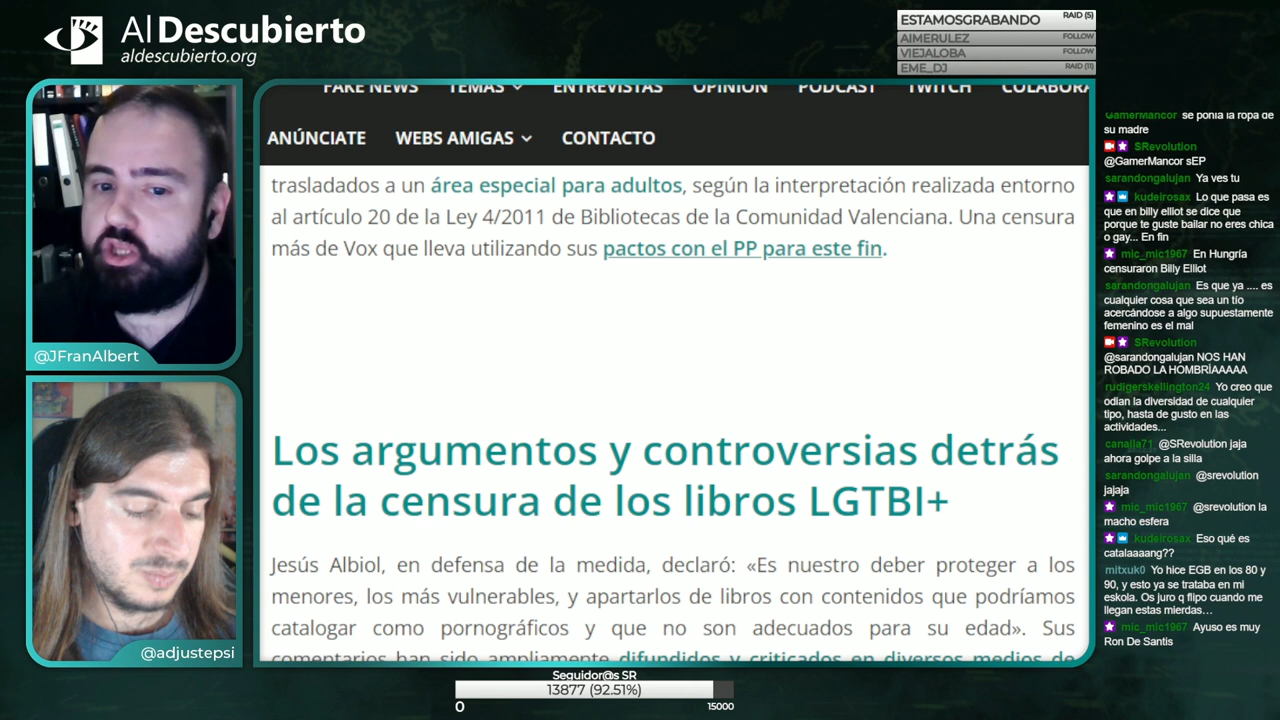 Al Descubierto
aldescubierto.org
ESTAMOSGRABANDO RAID (5)
AIMERULEZ FOLLOW
VIEJALOBA FOLLOW
EME_DJ RAID (11)
@JFranAlbert
@adjustepsi
FAKE NEWS TEMAS ENTREVISTAS OPINIÓN PODCAST TWITCH COLABORA
ANÚNCIATE WEBS AMIGAS CONTACTO
trasladados a un área especial para adultos, según la interpretación realizada entorno
al artículo 20 de la Ley 4/2011 de Bibliotecas de la Comunidad Valenciana. Una censura
más de Vox que lleva utilizando sus pactos con el PP para este fin.
Los argumentos y controversias detrás
de la censura de los libros LGTBI+
Jesús Albiol, en defensa de la medida, declaró: «Es nuestro deber proteger a los
menores, los más vulnerables, y apartarlos de libros con contenidos que podríamos
catalogar como pornográficos y que no son adecuados para su edad». Sus
comentarios han sido ampliamente difundidos y criticados en diversos medios de
GamerMancor se ponía la ropa de
su madre
SRevolution
@GamerMancor sEP
sarandongalujan Ya ves tu
kudeirosax Lo que pasa es
que en billy elliot se dice que
porque te guste bailar no eres chica
o gay... En fin
mic_mic1967 En Hungría
censuraron Billy Elliot
sarandongalujan Es que ya .... es
cualquier cosa que sea un tío
acercándose a algo supuestamente
femenino es el mal
SRevolution
@sarandongalujan NOS HAN
ROBADO LA HOMBRÍAAAAA
rudigerskellington24 Yo creo que
odian la diversidad de cualquier
tipo, hasta de gusto en las
actividades...
canalla71 @SRevolution jaja
ahora golpe a la silla
sarandongalujan @srevolution
jajaja
mic_mic1967 @srevolution la
macho esfera
kudeirosax Eso qué es
catalaaaang??
mitxuk0 Yo hice EGB en los 80 y
90, y esto ya se trataba en mi
eskola. Os juro q flipo cuando me
llegan estas mierdas...
mic_mic1967 Ayuso es muy
Ron De Santis
Seguidor@s SR
13877 (92.51%)
0 15000